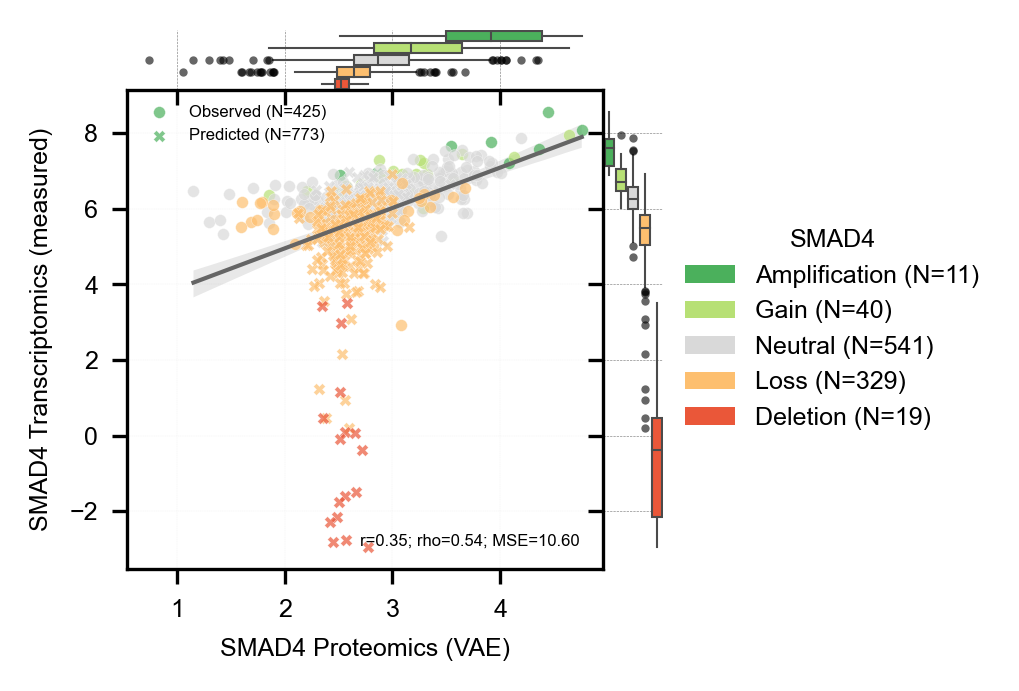 Observed (N=425)
Predicted (N=773)
8
6
4
2
0
−2
SMAD4 Transcriptomics (measured)
r=0.35; rho=0.54; MSE=10.60
1
2
3
4
SMAD4 Proteomics (VAE)
SMAD4
Amplification (N=11)
Gain (N=40)
Neutral (N=541)
Loss (N=329)
Deletion (N=19)